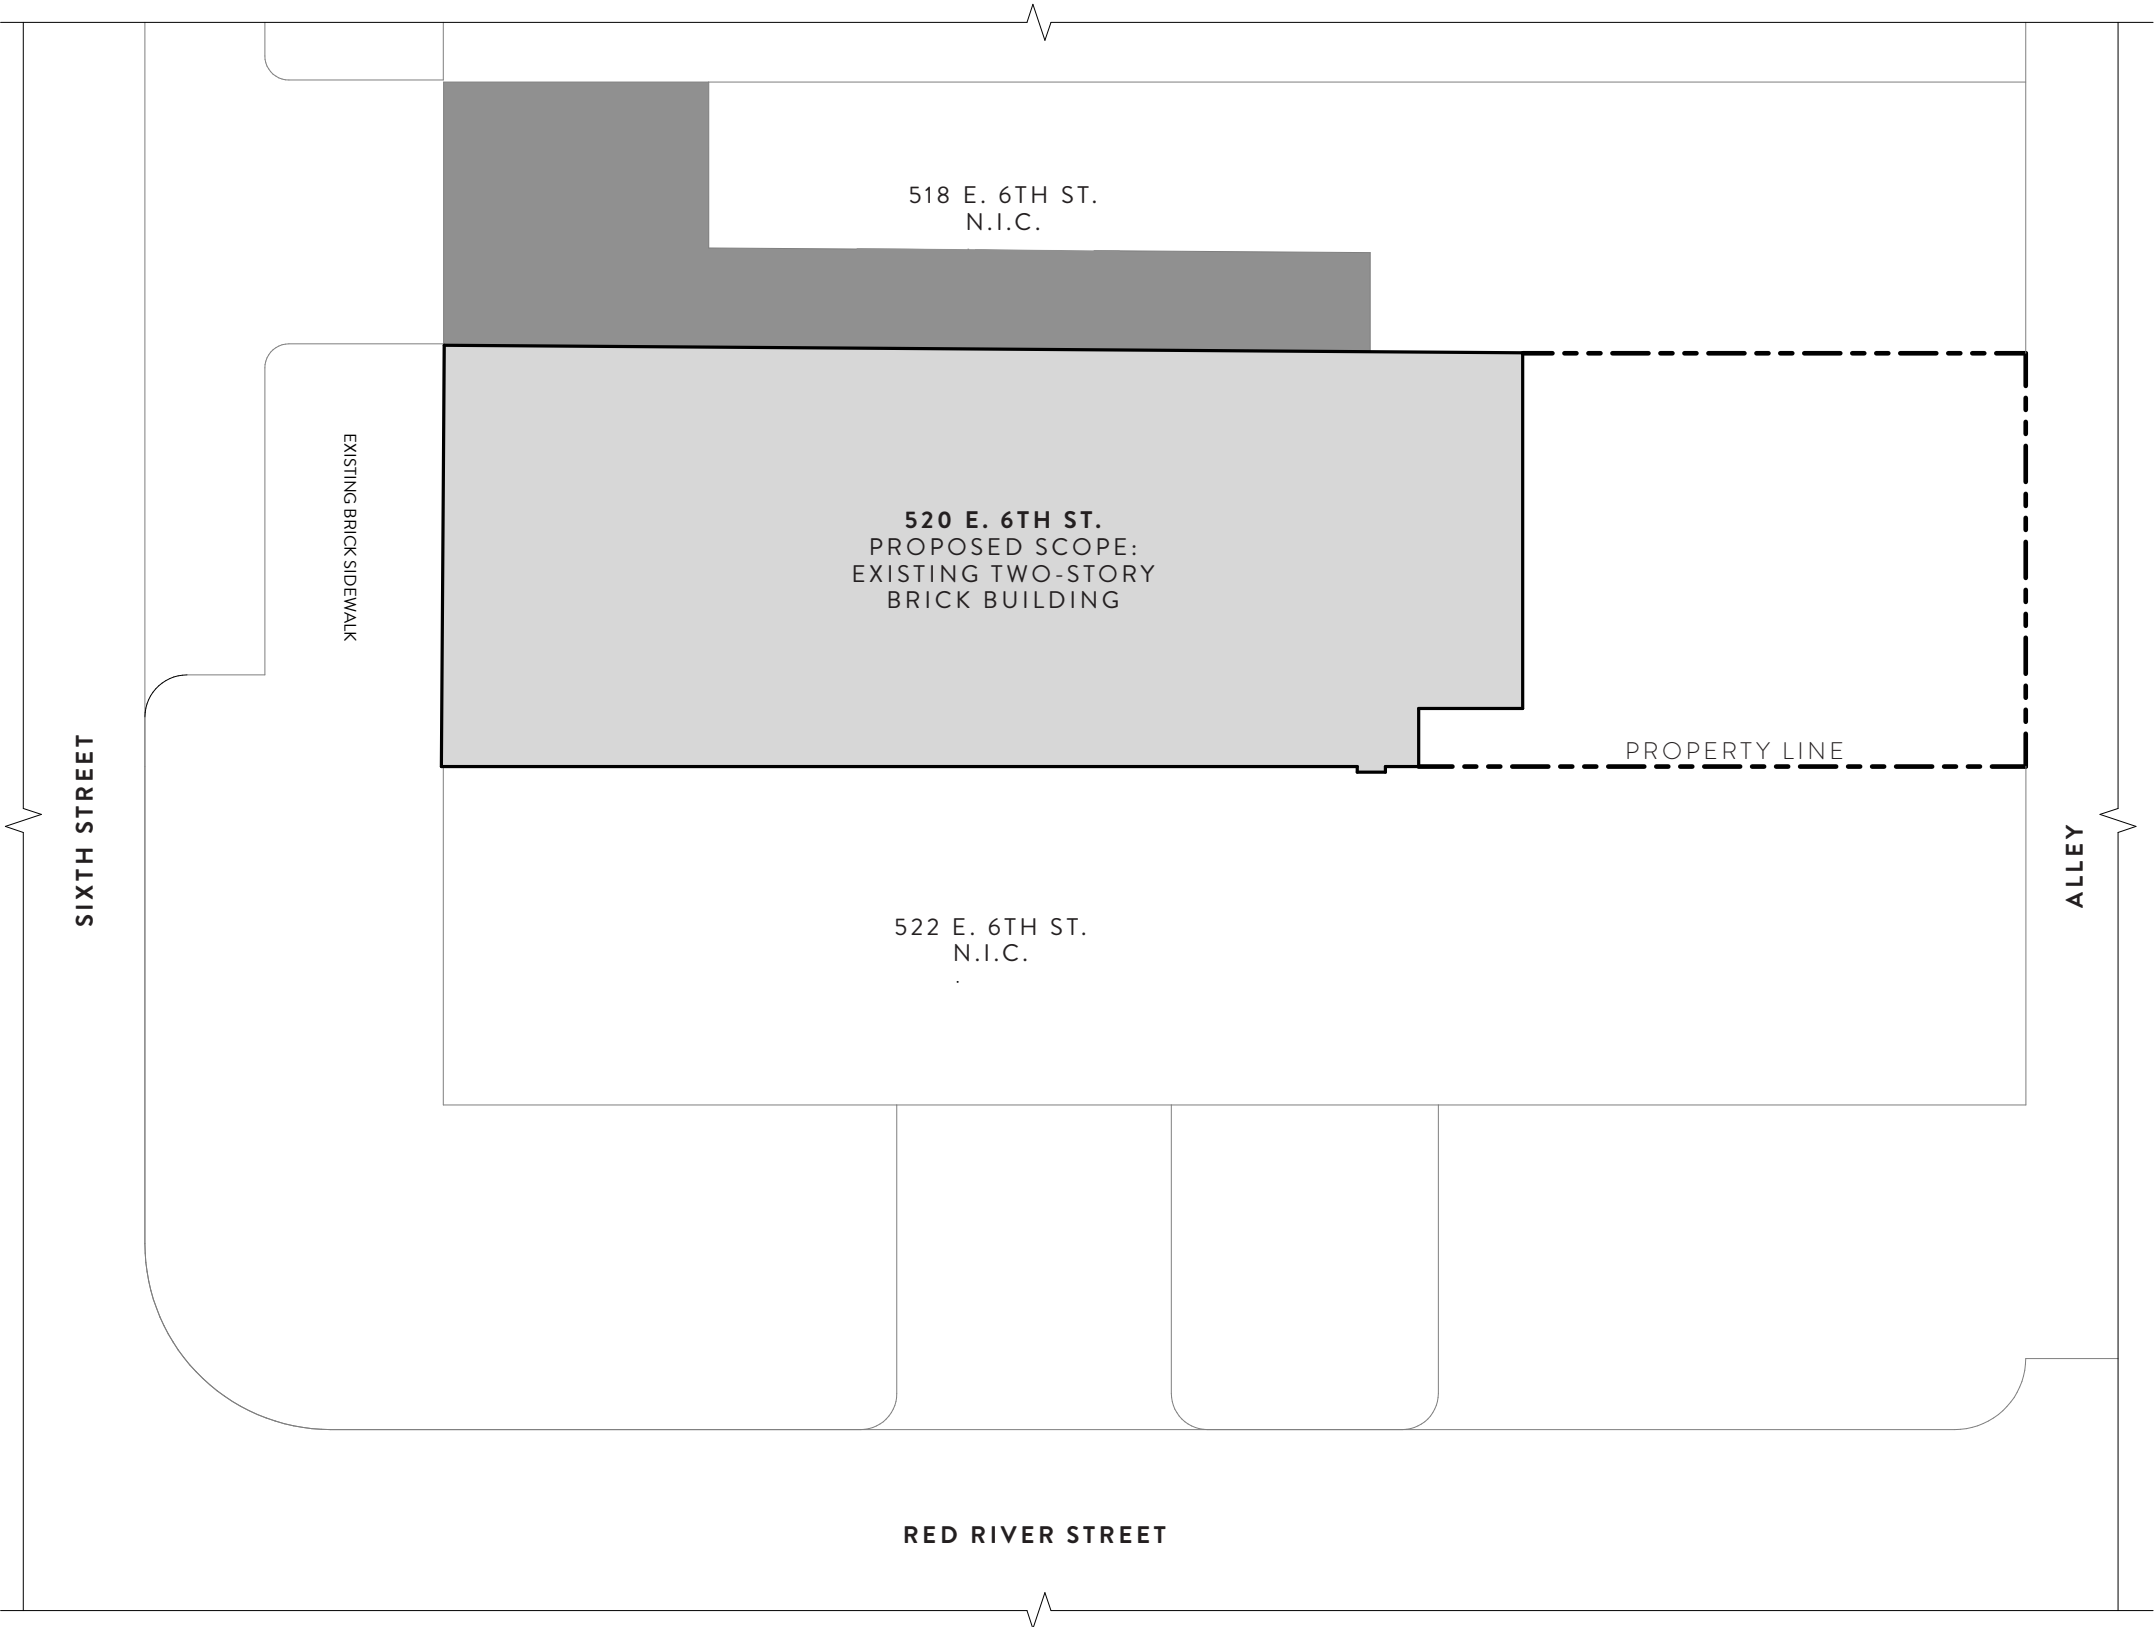 518 E. 6TH ST.
N.I.C.
EXISTING BRICK SIDEWALK
520 E. 6TH ST.
PROPOSED SCOPE:
EXISTING TWO-STORY
BRICK BUILDING
PROPERTY LINE
SIXTH STREET
ALLEY
522 E. 6TH ST.
N.I.C.
RED RIVER STREET